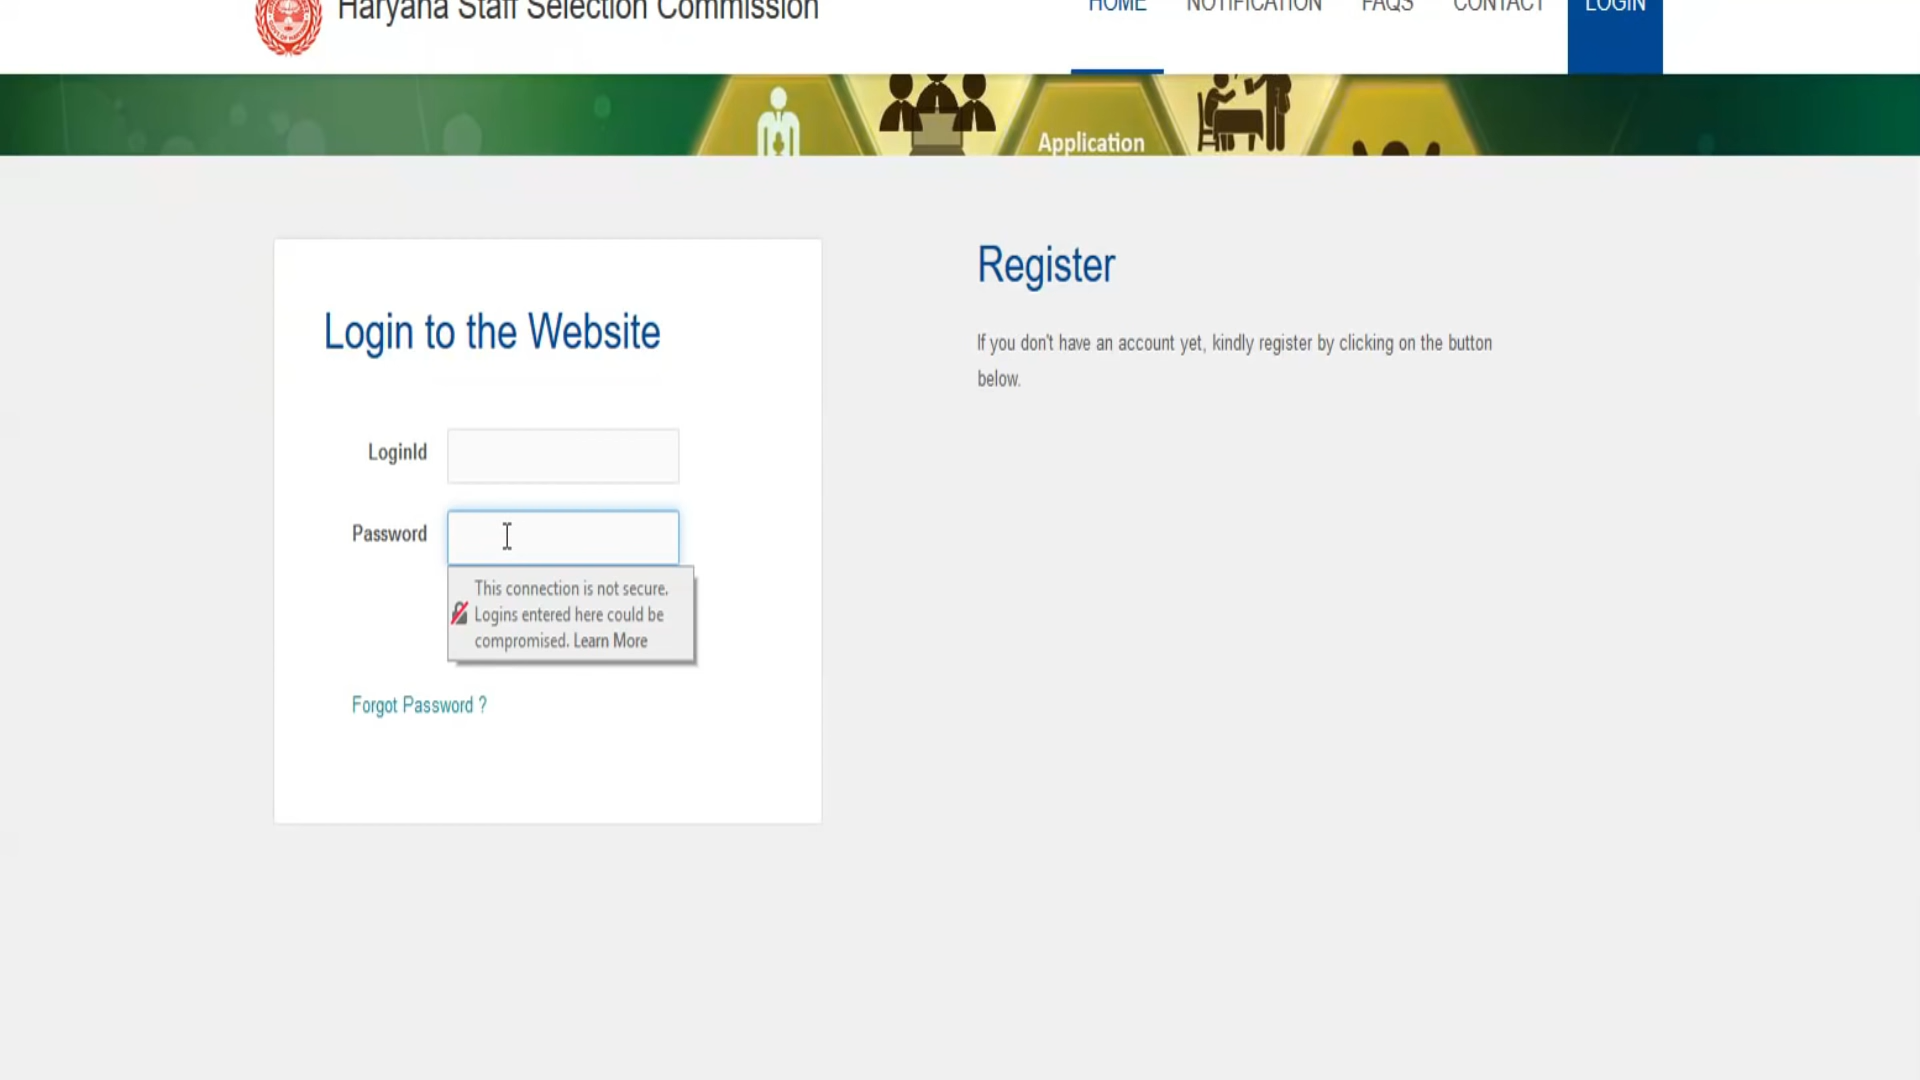 Haryana Staff Selection Commission
HOME NOTIFICATION FAQS CONTACT LOGIN
Application
Register
If you don't have an account yet, kindly register by clicking on the button
below.
Login to the Website
LoginId
Password
This connection is not secure.
Logins entered here could be
compromised. Learn More
Forgot Password ?